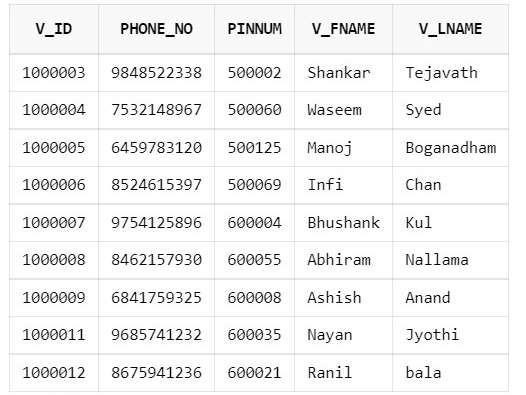 V_ID PHONE_NO PINNUM V_FNAME V_LNAME
1000003 9848522338 500002 Shankar Tejavath
1000004 7532148967 500060 Waseem Syed
1000005 6459783120 500125 Manoj Boganadham
1000006 8524615397 500069 Infi Chan
1000007 9754125896 600004 Bhushank Kul
1000008 8462157930 600055 Abhiram Nallama
1000009 6841759325 600008 Ashish Anand
1000011 9685741232 600035 Nayan Jyothi
1000012 8675941236 600021 Ranil bala